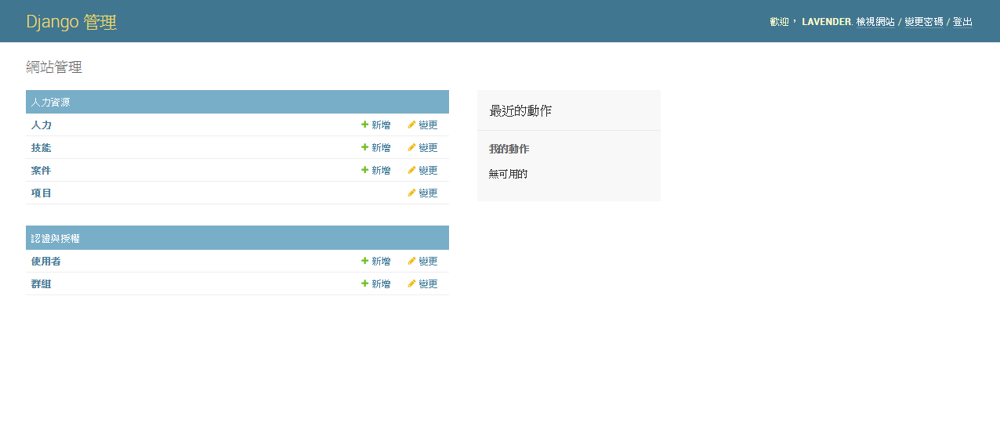 Django 管理
歡迎， LAVENDER. 檢視網站 / 變更密碼 / 登出
網站管理
人力資源
人力 新增 變更
技能 新增 變更
案件 新增 變更
項目 變更
認證與授權
使用者 新增 變更
群組 新增 變更
最近的動作
我的動作
無可用的